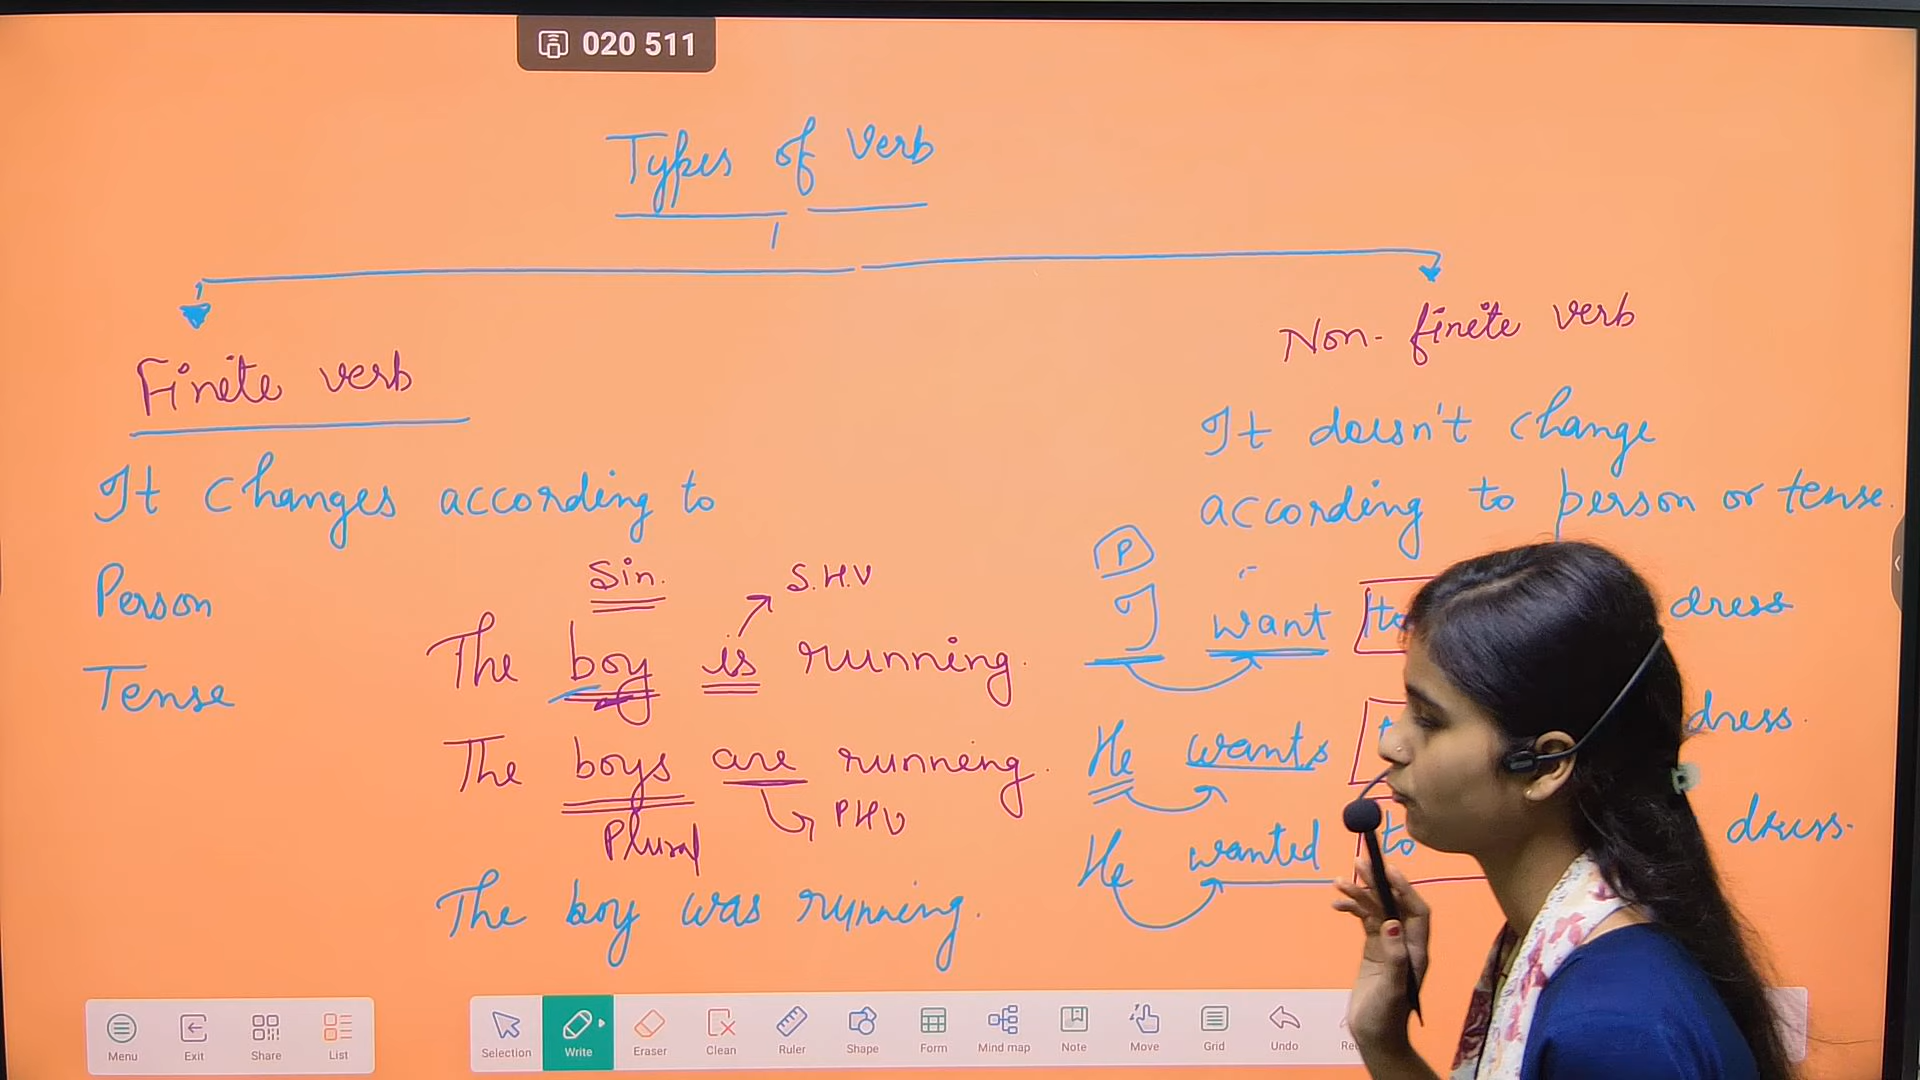 020 511
Types of Verb
Finite verb
Non-finite verb
It changes according to
Person
Tense
It doesn't change
according to person or tense.
Sin.
S.H.V
The boy is running.
The boys are running.
Plural
PHV
The boy was running.
P
I want to dress
He wants dress.
He wanted to dress.
Menu
Exit
Share
List
Selection
Write
Eraser
Clean
Ruler
Shape
Form
Mind map
Note
Move
Grid
Undo